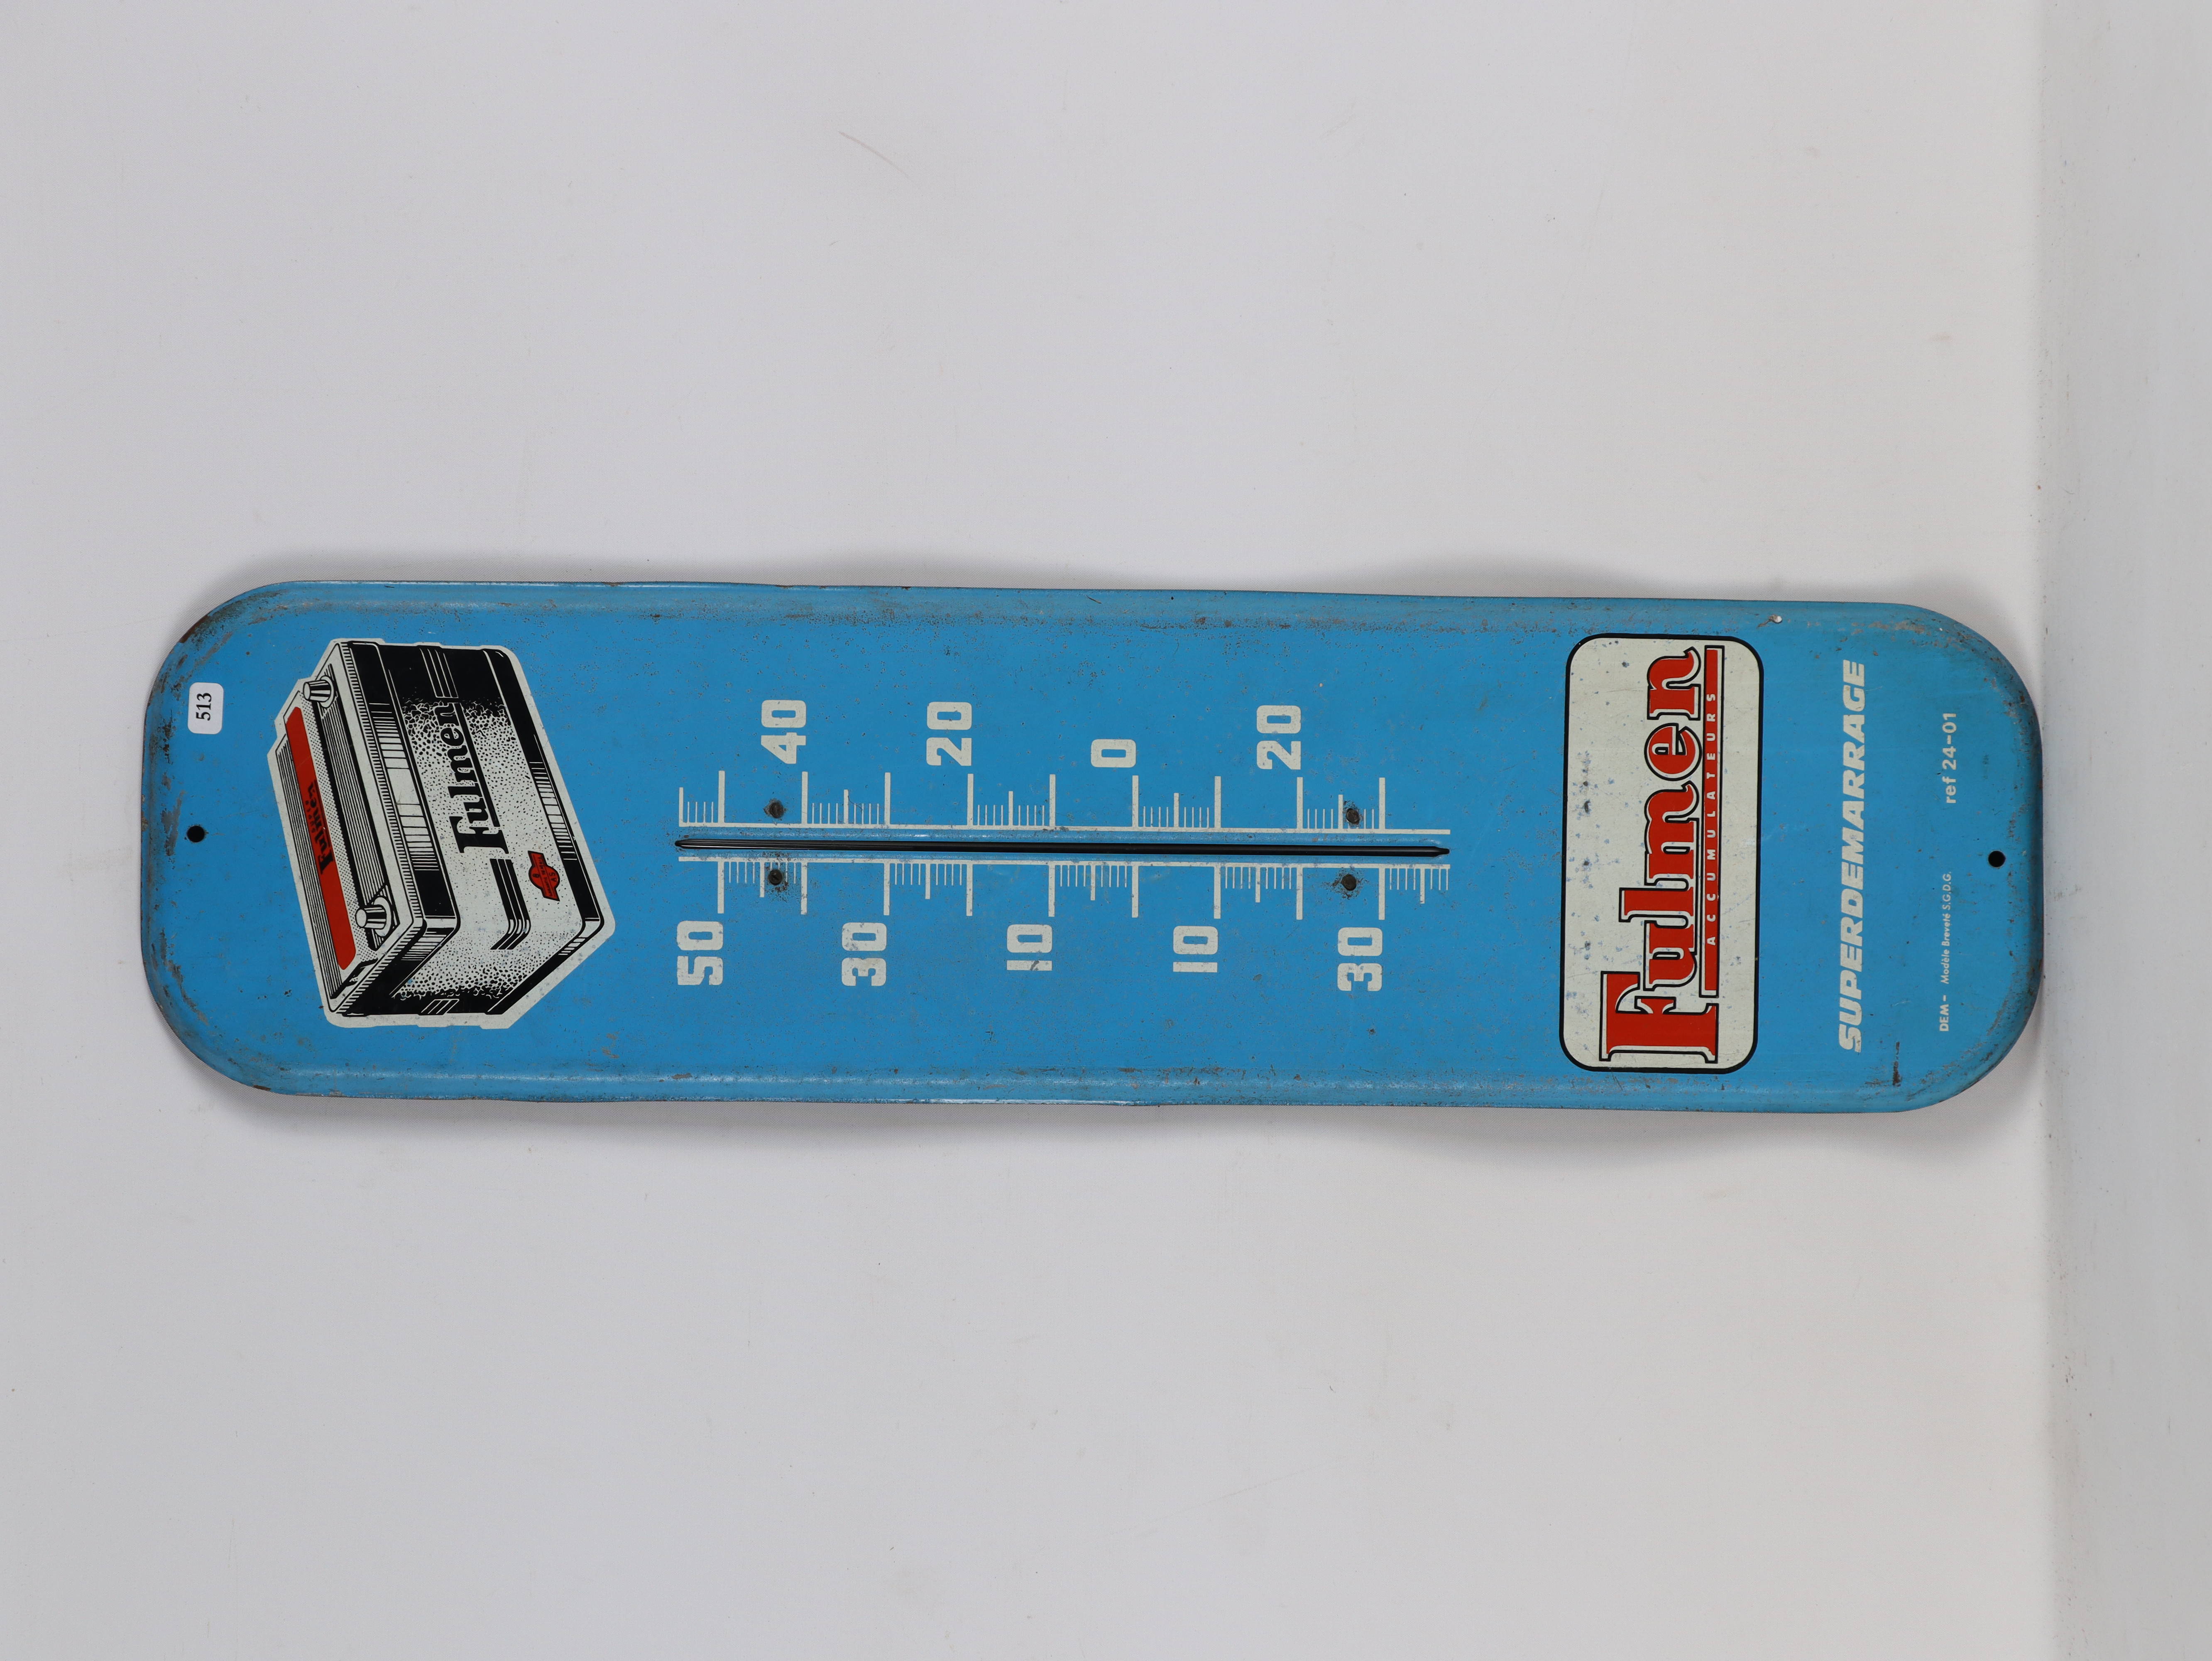 513
Fulmen
Fulmen
50
40
30
20
10
0
10
20
30
Fulmen
ACCUMULATEURS
SUPERDEMARRAGE
DEM- Modèle Breveté S.G.D.G. ref 24-01